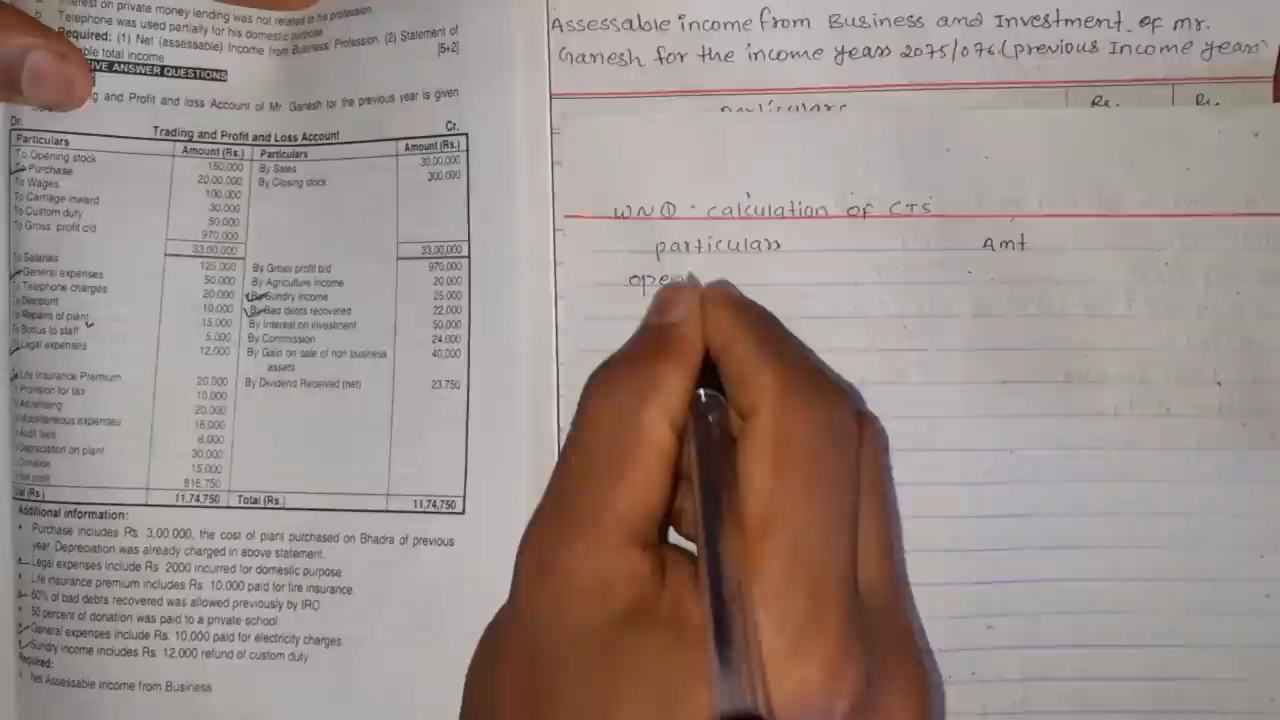 interest on private money lending was not related to his profession
Telephone was used partially for his domestic purpose
Required: (1) Net (assessable) Income from Business/ Profession. (2) Statement of
able total income [5+2]
IVE ANSWER QUESTIONS
g and Profit and loss Account of Mr Ganesh for the previous year is given
Dr. Trading and Profit and Loss Account Cr.
Particulars Amount (Rs.) Particulars Amount (Rs.)
To Opening stock 150,000 By Sales 30,00,000
To Purchase 20,00,000 By Closing stock 300,000
To Wages 100,000
To Carriage inward 30,000
To Custom duty 50,000
To Gross profit c/d 970,000
33,00,000 33,00,000
To Salaries 125,000 By Gross profit b/d 970,000
To General expenses 50,000 By Agriculture income 20,000
To Telephone charges 20,000 By Sundry income 25,000
To Discount 10,000 By Bad debts recovered 22,000
To Repairs of plant 15,000 By Interest on investment 50,000
To Bonus to staff 5,000 By Commission 24,000
To Legal expenses 12,000 By Gain on sale of non business 40,000
assets
Life Insurance Premium 20,000 By Dividend Received (net) 23,750
Provision for tax 10,000
Advertising 20,000
Miscellaneous expenses 18,000
Audit fees 8,000
Depreciation on plant 30,000
Donation 15,000
Net profit 816,750
tal (Rs.) 11,74,750 Total (Rs.) 11,74,750
Additional information:
• Purchase includes Rs. 3,00,000, the cost of plant purchased on Bhadra of previous
year. Depreciation was already charged in above statement.
Legal expenses include Rs. 2000 incurred for domestic purpose.
• Life insurance premium includes Rs. 10,000 paid for fire insurance.
60% of bad debts recovered was allowed previously by IRO
• 50 percent of donation was paid to a private school.
General expenses include Rs. 10,000 paid for electricity charges.
Sundry income includes Rs. 12,000 refund of custom duty
Required:
Net Assessable Income from Business
Assessable income from Business and Investment of mr.
Ganesh for the income year 2075/076 (previous Income year)
particulars Rs. Rs.
WN① : calculation of CTS
particulars Amt
ope